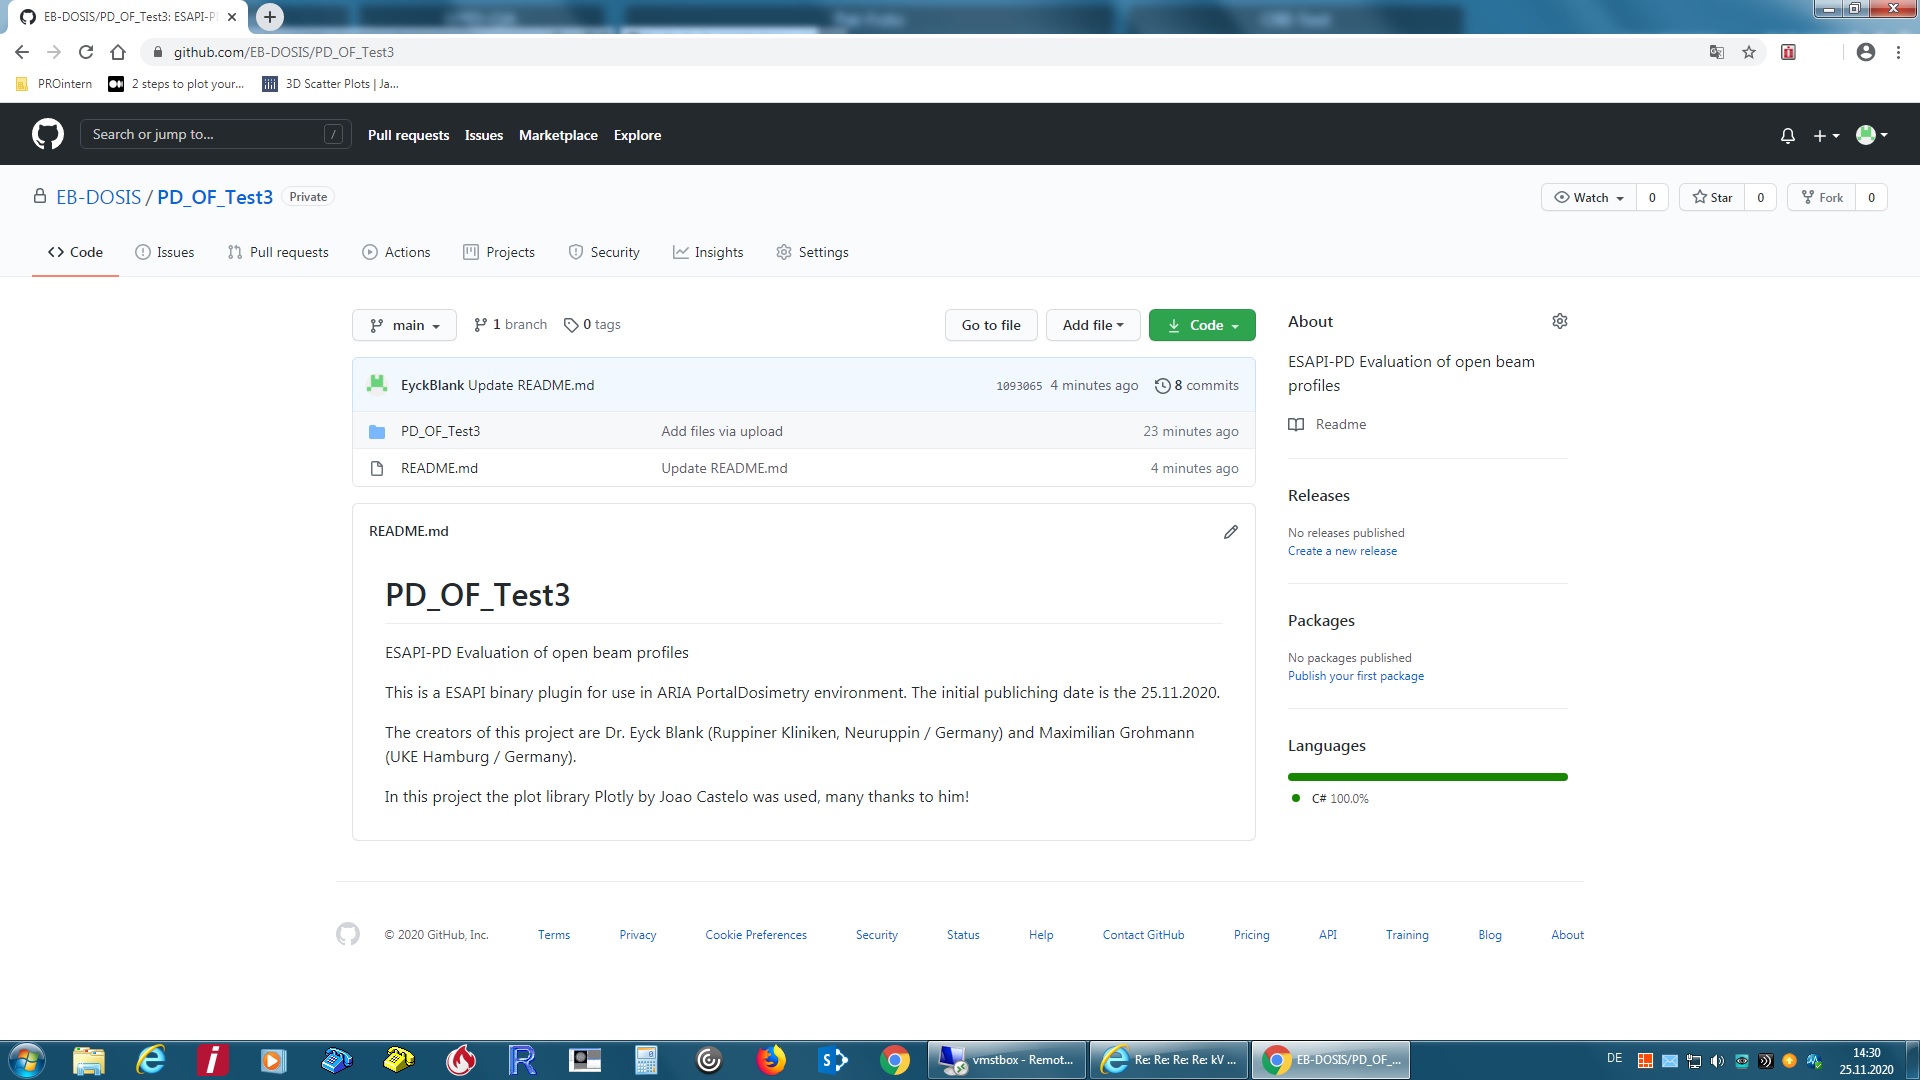 EB-DOSIS/PD_OF_Test3: ESAPI-P
github.com/EB-DOSIS/PD_OF_Test3
PROintern 2 steps to plot your... 3D Scatter Plots | Ja...
Search or jump to... / Pull requests Issues Marketplace Explore
EB-DOSIS / PD_OF_Test3 Private Watch 0 Star 0 Fork 0
Code Issues Pull requests Actions Projects Security Insights Settings
main 1 branch 0 tags Go to file Add file Code
EyckBlank Update README.md 1093065 4 minutes ago 8 commits
PD_OF_Test3 Add files via upload 23 minutes ago
README.md Update README.md 4 minutes ago
README.md
PD_OF_Test3
ESAPI-PD Evaluation of open beam profiles
This is a ESAPI binary plugin for use in ARIA PortalDosimetry environment. The initial publiching date is the 25.11.2020.
The creators of this project are Dr. Eyck Blank (Ruppiner Kliniken, Neuruppin / Germany) and Maximilian Grohmann
(UKE Hamburg / Germany).
In this project the plot library Plotly by Joao Castelo was used, many thanks to him!
About
ESAPI-PD Evaluation of open beam
profiles
Readme
Releases
No releases published
Create a new release
Packages
No packages published
Publish your first package
Languages
C# 100.0%
© 2020 GitHub, Inc. Terms Privacy Cookie Preferences Security Status Help Contact GitHub Pricing API Training Blog About
vmstbox - Remot... Re: Re: Re: Re: kV ... EB-DOSIS/PD_OF_... DE 14:30
25.11.2020